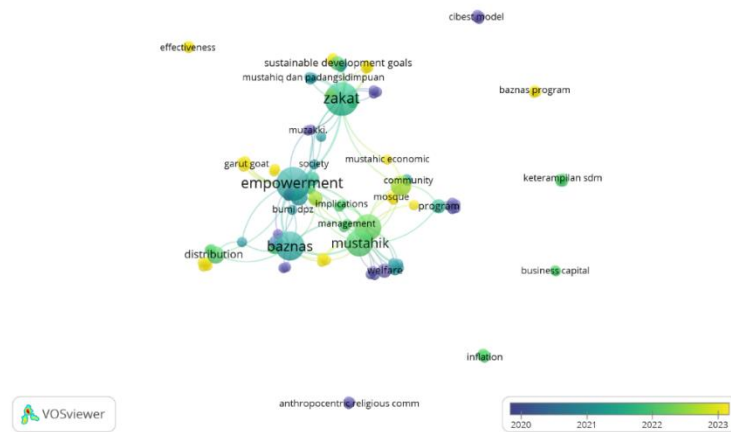 cibest model
effectiveness
sustainable development goals
mustahiq dan padangsidimpuan
baznas program
zakat
muzakki.
mustahic economic
garut goat
society
community
keterampilan sdm
empowerment
mosque
bumi dpz
implications
program
management
mustahik
baznas
distribution
welfare
business capital
inflation
anthropocentric religious comm
VOSviewer
2020
2021
2022
2023